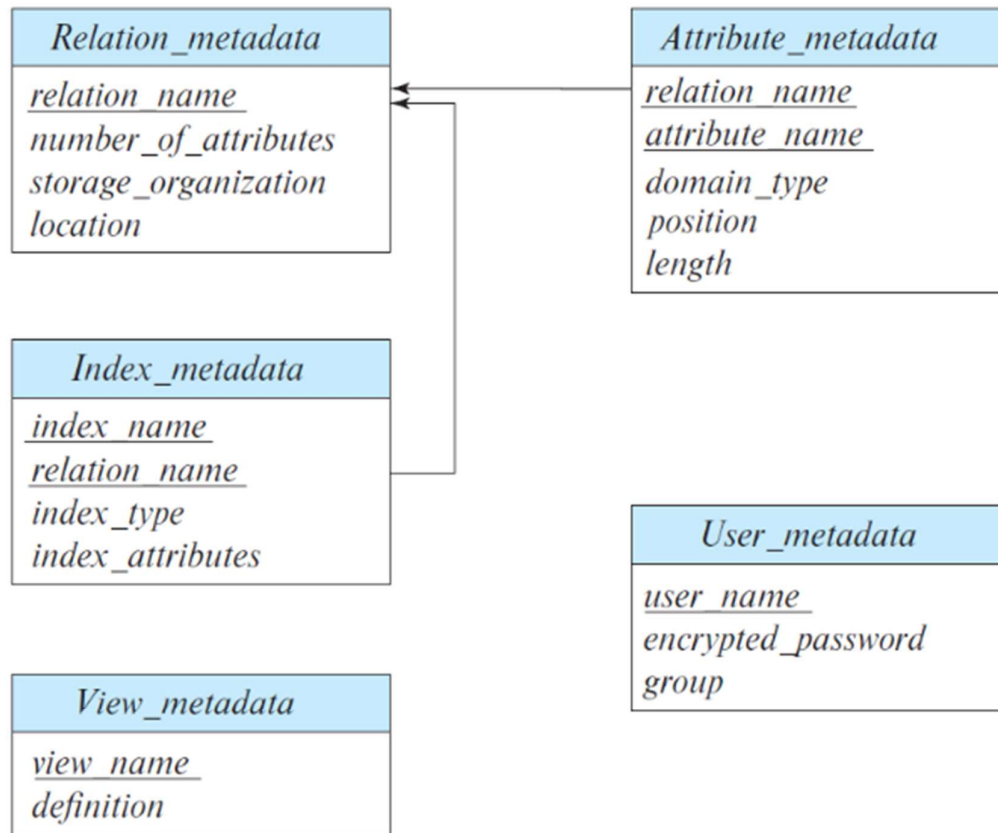 Relation_metadata
relation_name
number_of_attributes
storage_organization
location
Attribute_metadata
relation_name
attribute_name
domain_type
position
length
Index_metadata
index_name
relation_name
index_type
index_attributes
User_metadata
user_name
encrypted_password
group
View_metadata
view_name
definition